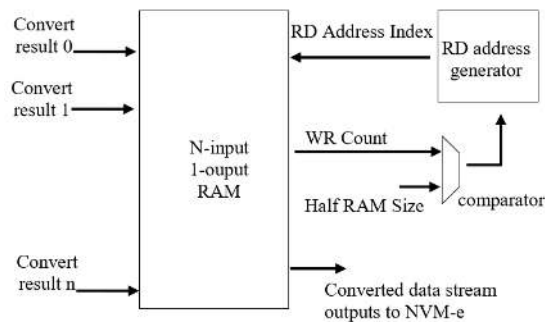 Convert
result 0
Convert
result 1
Convert
result n
N-input
1-ouput
RAM
RD Address Index
RD address
generator
WR Count
Half RAM Size
comparator
Converted data stream
outputs to NVM-e